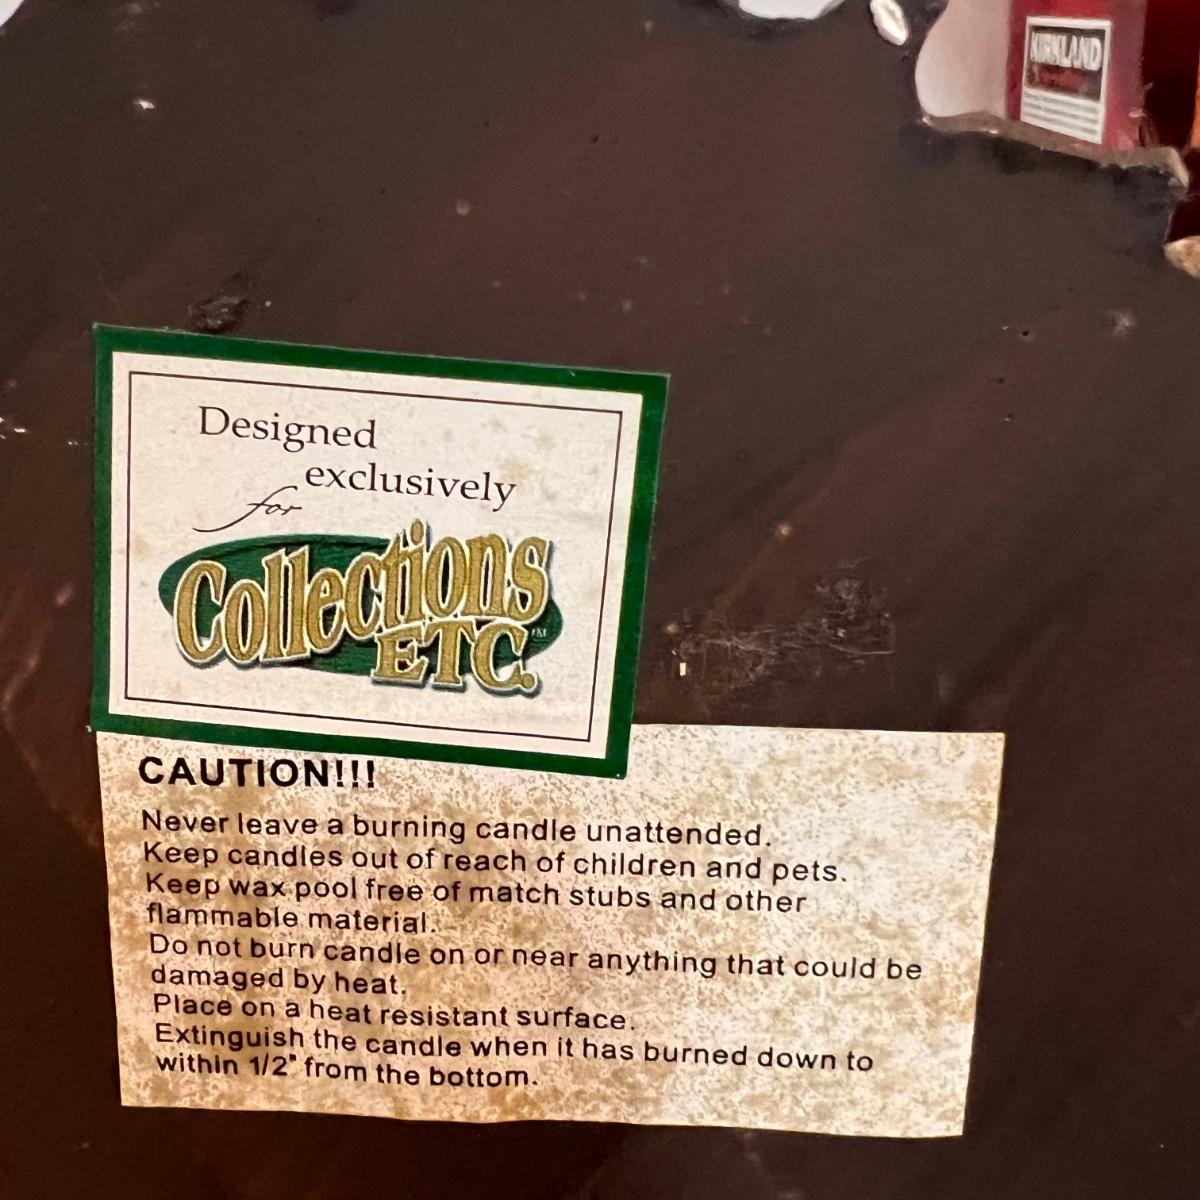 KIRKLAND
Designed
exclusively
for
Collections
ETC.
CAUTION!!!
Never leave a burning candle unattended.
Keep candles out of reach of children and pets.
Keep wax pool free of match stubs and other
flammable material.
Do not burn candle on or near anything that could be
damaged by heat.
Place on a heat resistant surface.
Extinguish the candle when it has burned down to
within 1/2" from the bottom.